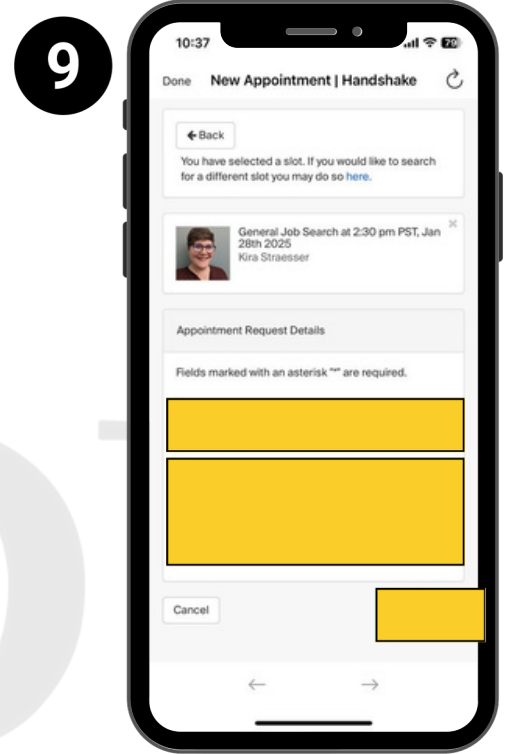 9
10:37
79
Done New Appointment | Handshake
Back
You have selected a slot. If you would like to search
for a different slot you may do so here.
General Job Search at 2:30 pm PST, Jan
28th 2025
Kira Straesser
Appointment Request Details
Fields marked with an asterisk "*" are required.
Cancel